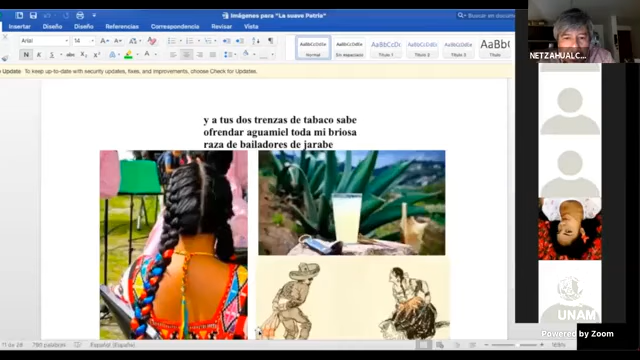 Imágenes para "La suave Patria"
Buscar en docume
Insertar
Diseño
Diseño
Referencias
Correspondencia
Revisar
Vista
Arial
14
N K S
Normal
Título 1
Título 2
Título 3
Título 4
Update
To keep up-to-date with security updates, fixes, and improvements, choose Check for Updates.
y a tus dos trenzas de tabaco sabe
ofrendar aguamiel toda mi briosa
raza de bailadores de jarabe
NETZAHUALC...
UNAM
Powered by Zoom
Español (España)